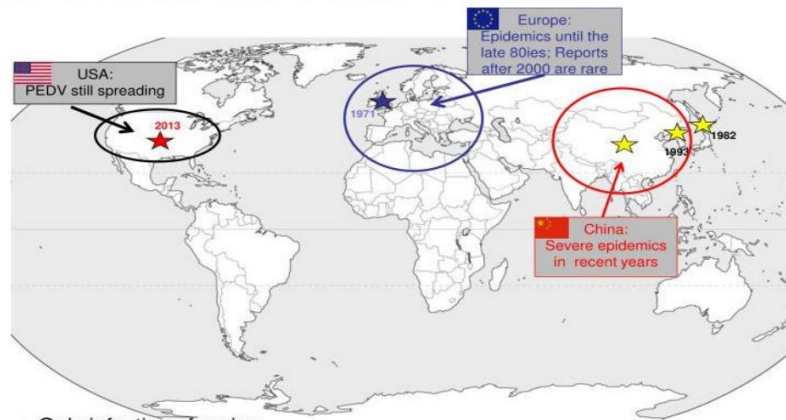 Europe:
Epidemics until the
late 80ies; Reports
after 2000 are rare
USA:
PEDV still spreading
2013
1971
1993
1982
China:
Severe epidemics
in recent years